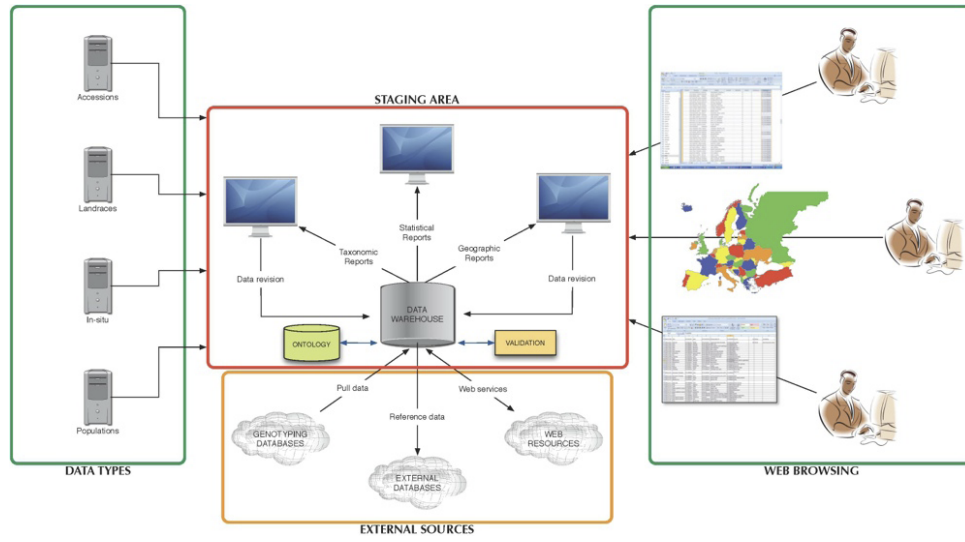 Accessions
Landraces
In-situ
Populations
DATA TYPES
STAGING AREA
Taxonomic
Reports
Statistical
Reports
Geographic
Reports
Data revision
Data revision
DATA
WAREHOUSE
ONTOLOGY
VALIDATION
Pull data
Web services
Reference data
GENOTYPING
DATABASES
EXTERNAL
DATABASES
WEB
RESOURCES
EXTERNAL SOURCES
WEB BROWSING